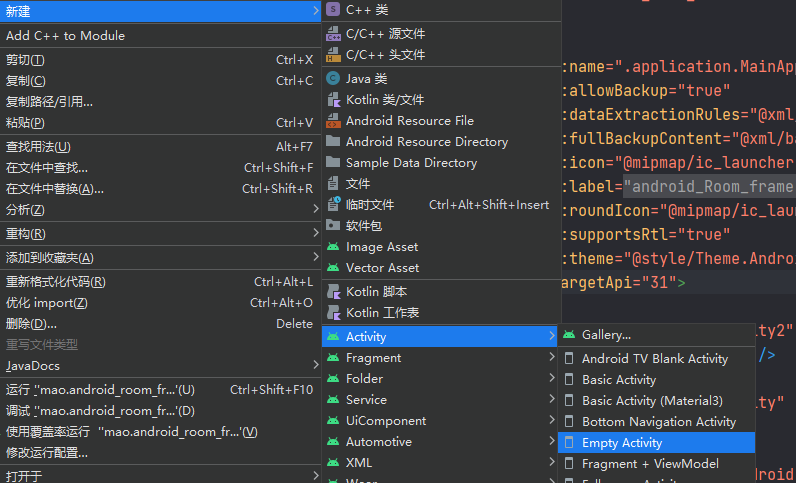 新建
Add C++ to Module
剪切(T) Ctrl+X
复制(C) Ctrl+C
复制路径/引用...
粘贴(P) Ctrl+V
查找用法(U) Alt+F7
在文件中查找... Ctrl+Shift+F
在文件中替换(A)... Ctrl+Shift+R
分析(Z)
重构(R)
添加到收藏夹(A)
重新格式化代码(R) Ctrl+Alt+L
优化 import(Z) Ctrl+Alt+O
删除(D)... Delete
重写文件类型
JavaDocs
运行 "mao.android_room_fr..."(U) Ctrl+Shift+F10
调试 "mao.android_room_fr..."(D)
使用覆盖率运行 "mao.android_room_fr..."(V)
修改运行配置...
打开于
C++ 类
C/C++ 源文件
C/C++ 头文件
Java 类
Kotlin 类/文件
Android Resource File
Android Resource Directory
Sample Data Directory
文件
临时文件 Ctrl+Alt+Shift+Insert
软件包
Image Asset
Vector Asset
Kotlin 脚本
Kotlin 工作表
Activity
Fragment
Folder
Service
UiComponent
Automotive
XML
:name=".application.MainApp
:allowBackup="true"
:dataExtractionRules="@xml/
:fullBackupContent="@xml/ba
:icon="@mipmap/ic_launcher
:label="android_Room_frame
:roundIcon="@mipmap/ic_lau
:supportsRtl="true"
:theme="@style/Theme.Andro
argetApi="31">
ty2"
/>
ty"
droid
Gallery...
Android TV Blank Activity
Basic Activity
Basic Activity (Material3)
Bottom Navigation Activity
Empty Activity
Fragment + ViewModel